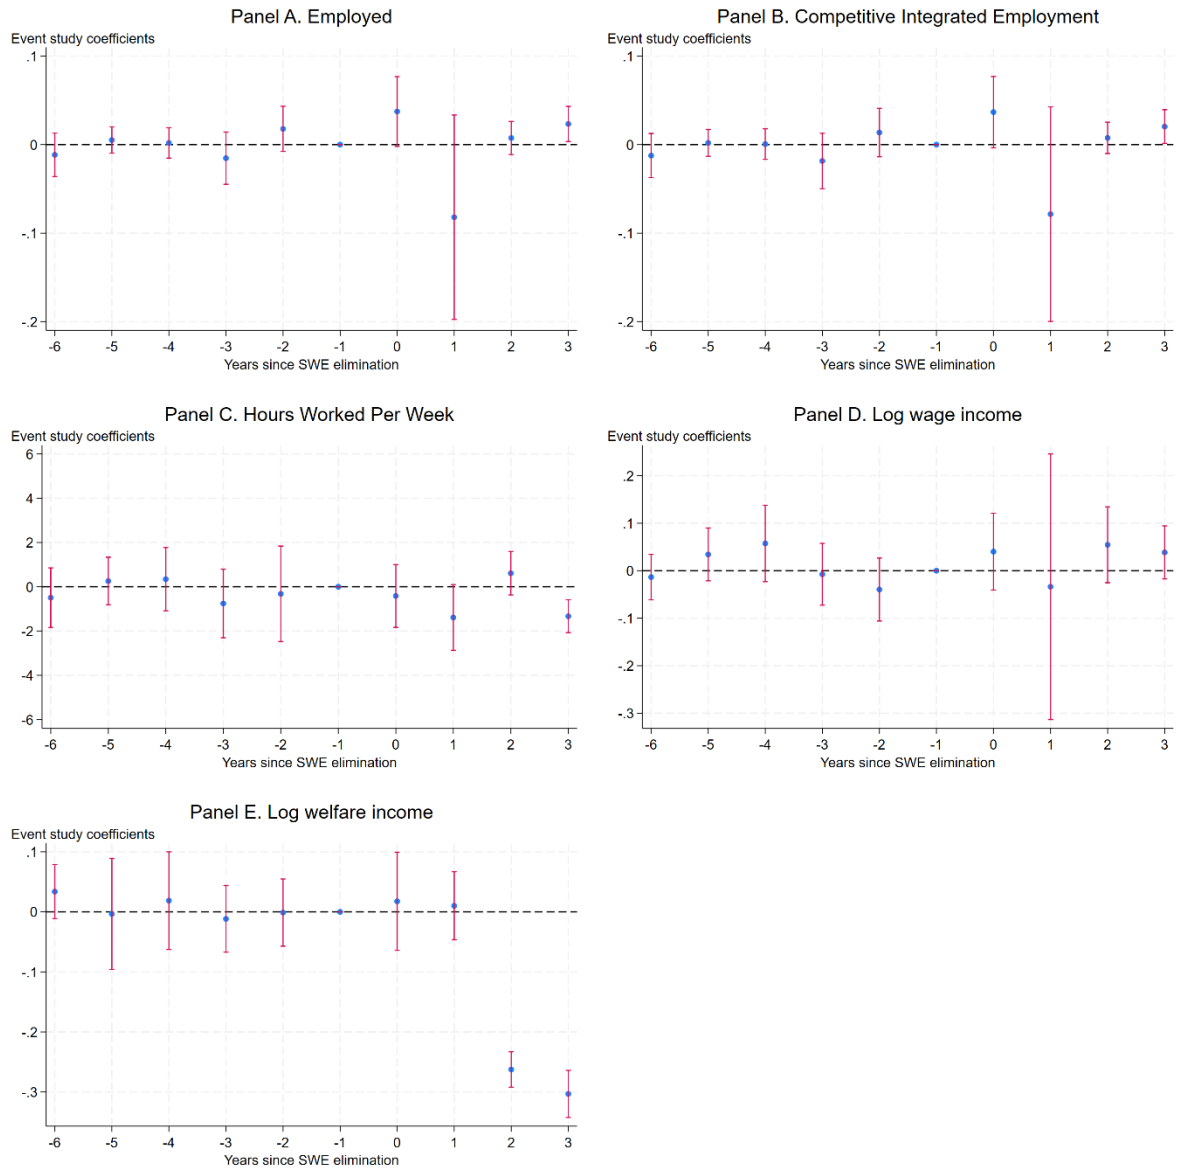 Panel A. Employed
Event study coefficients
.1
0
-.1
-.2
-6 -5 -4 -3 -2 -1 0 1 2 3
Years since SWE elimination
Panel B. Competitive Integrated Employment
Event study coefficients
.1
0
-.1
-.2
-6 -5 -4 -3 -2 -1 0 1 2 3
Years since SWE elimination
Panel C. Hours Worked Per Week
Event study coefficients
6
4
2
0
-2
-4
-6
-6 -5 -4 -3 -2 -1 0 1 2 3
Years since SWE elimination
Panel D. Log wage income
Event study coefficients
.2
.1
0
-.1
-.2
-.3
-6 -5 -4 -3 -2 -1 0 1 2 3
Years since SWE elimination
Panel E. Log welfare income
Event study coefficients
.1
0
-.1
-.2
-.3
-6 -5 -4 -3 -2 -1 0 1 2 3
Years since SWE elimination